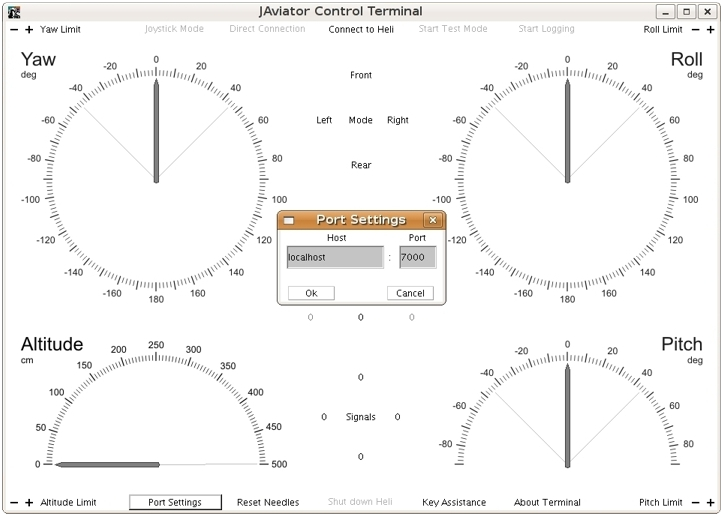 JAviator Control Terminal
− + Yaw Limit Joystick Mode Direct Connection Connect to Heli Start Test Mode Start Logging Roll Limit − +
Yaw
deg
0
-20 20
-40 40
-60 60
-80 80
-100 100
-120 120
-140 140
-160 160
180
Front
Left Mode Right
Rear
Roll
deg
0
-20 20
-40 40
-60 60
-80 80
-100 100
-120 120
-140 140
-160 160
180
Port Settings
Host Port
localhost : 7000
Ok Cancel
0 0 0
Altitude
cm
250
200 300
150 350
100 400
50 450
0 500
0
0 Signals 0
0
Pitch
deg
0
-20 20
-40 40
-60 60
-80 80
− + Altitude Limit Port Settings Reset Needles Shut down Heli Key Assistance About Terminal Pitch Limit − +